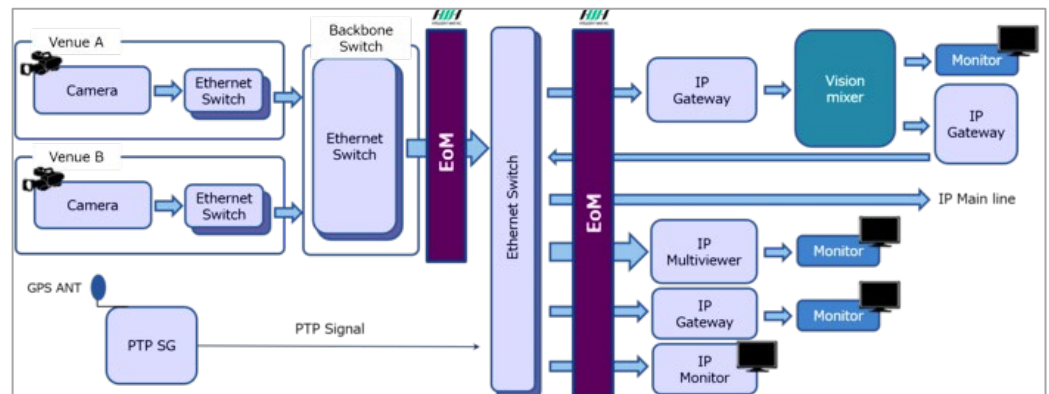 Venue A
Camera
Ethernet
Switch
Venue B
Camera
Ethernet
Switch
Backbone
Switch
Ethernet
Switch
EoM
Ethernet Switch
EoM
GPS ANT
PTP SG
PTP Signal
IP
Gateway
Vision
mixer
Monitor
IP
Gateway
IP Main line
IP
Multiviewer
Monitor
IP
Gateway
Monitor
IP
Monitor